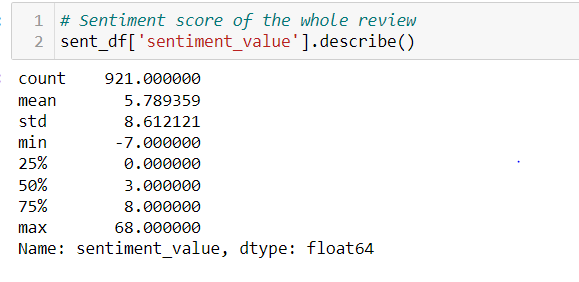 1 # Sentiment score of the whole review
2 sent_df['sentiment_value'].describe()
count 921.000000
mean 5.789359
std 8.612121
min -7.000000
25% 0.000000
50% 3.000000
75% 8.000000
max 68.000000
Name: sentiment_value, dtype: float64